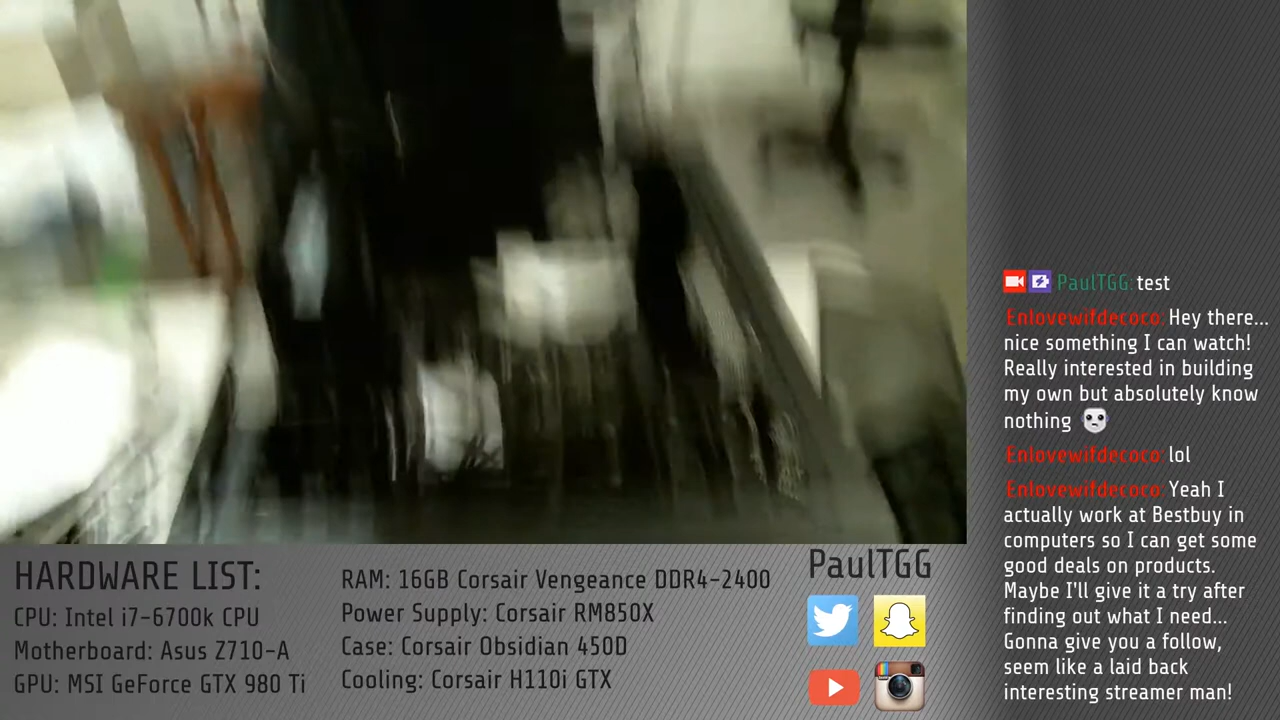 PaulTGG: test
Enlovewifdecoco: Hey there...
nice something I can watch!
Really interested in building
my own but absolutely know
nothing
Enlovewifdecoco: lol
Enlovewifdecoco: Yeah I
actually work at Bestbuy in
computers so I can get some
good deals on products.
Maybe I'll give it a try after
finding out what I need...
Gonna give you a follow,
seem like a laid back
interesting streamer man!
HARDWARE LIST:
CPU: Intel i7-6700k CPU
Motherboard: Asus Z710-A
GPU: MSI GeForce GTX 980 Ti
RAM: 16GB Corsair Vengeance DDR4-2400
Power Supply: Corsair RM850X
Case: Corsair Obsidian 450D
Cooling: Corsair H110i GTX
PaulTGG